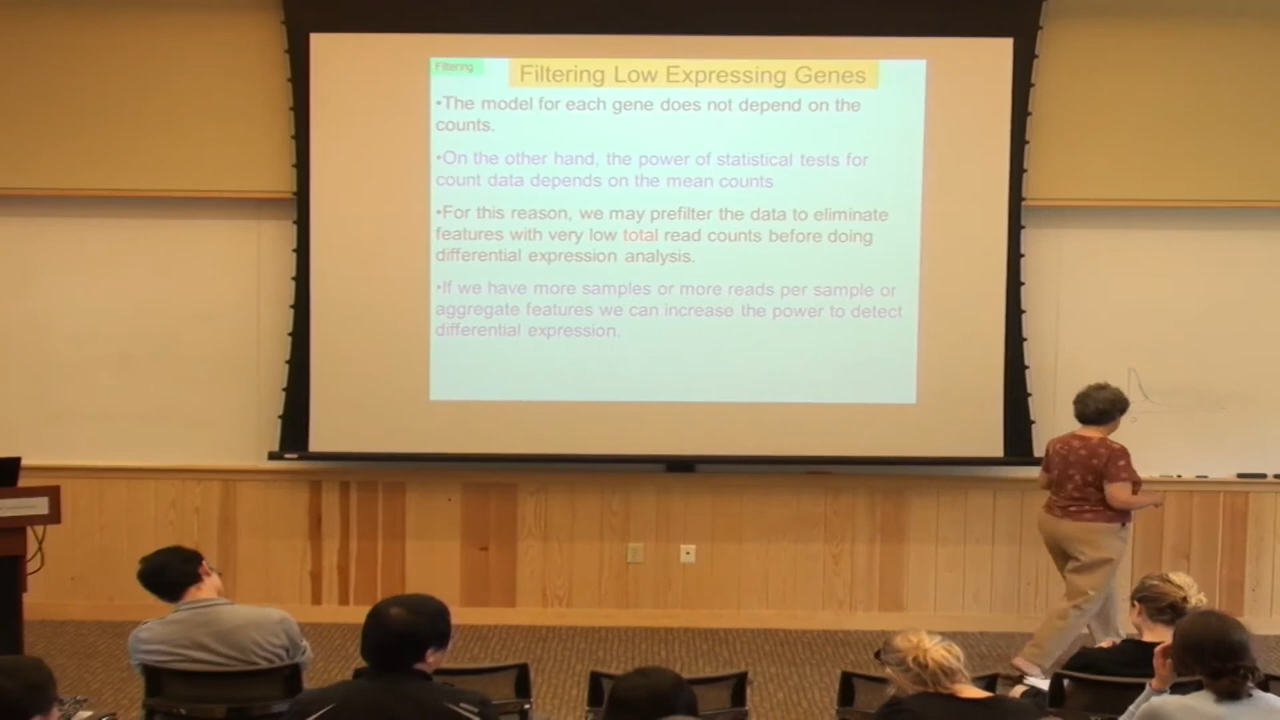 Filtering
Filtering Low Expressing Genes
•The model for each gene does not depend on the
counts.
•On the other hand, the power of statistical tests for
count data depends on the mean counts
•For this reason, we may prefilter the data to eliminate
features with very low total read counts before doing
differential expression analysis.
•If we have more samples or more reads per sample or
aggregate features we can increase the power to detect
differential expression.